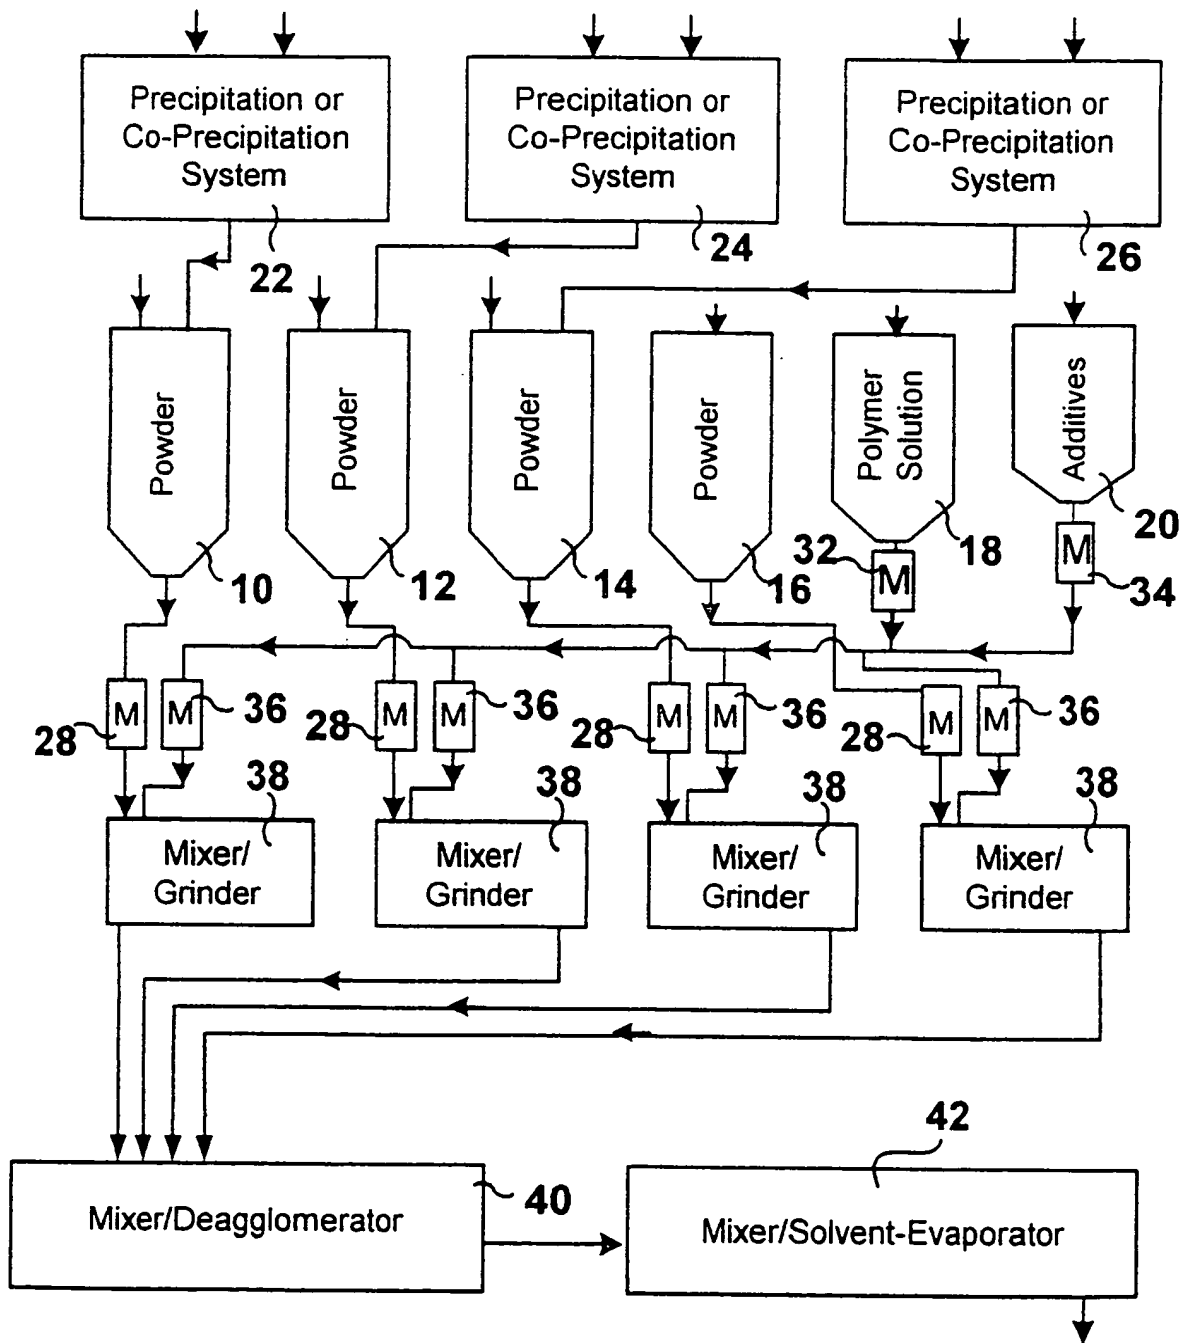 Precipitation or
Co-Precipitation
System
22
Precipitation or
Co-Precipitation
System
24
Precipitation or
Co-Precipitation
System
26
Powder
10
Powder
12
Powder
14
Powder
16
Polymer
Solution
18
Additives
20
32
M
M
34
28
M
M
36
28
M
M
36
28
M
M
36
28
M
M
36
38
Mixer/
Grinder
38
Mixer/
Grinder
38
Mixer/
Grinder
38
Mixer/
Grinder
Mixer/Deagglomerator
40
42
Mixer/Solvent-Evaporator